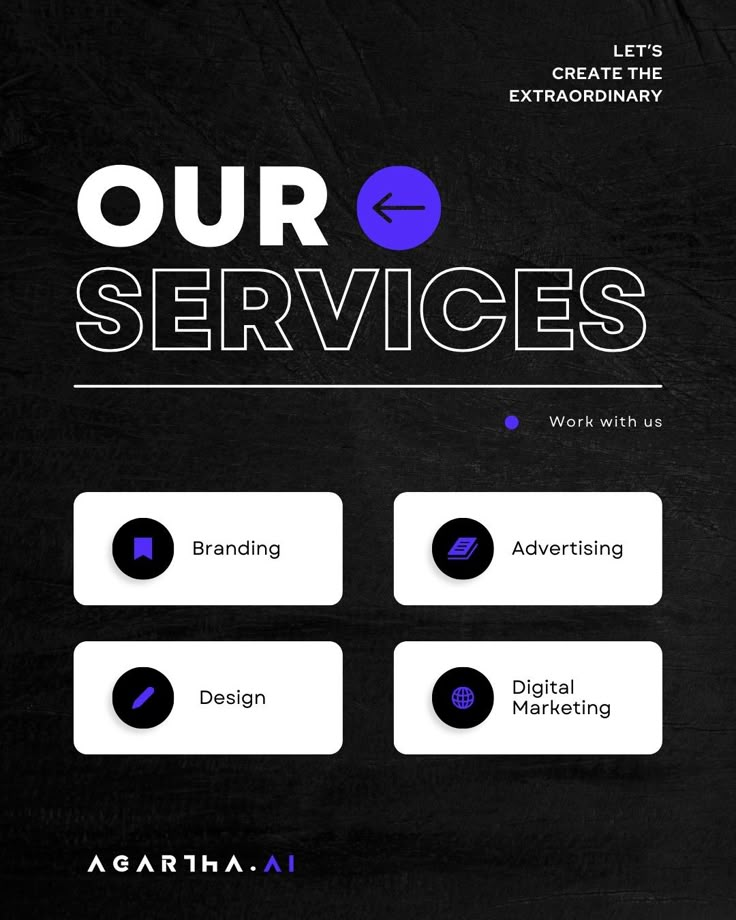 LET'S
CREATE THE
EXTRAORDINARY
OUR
SERVICES
Work with us
Branding
Advertising
Design
Digital
Marketing
AGARTHA.AI